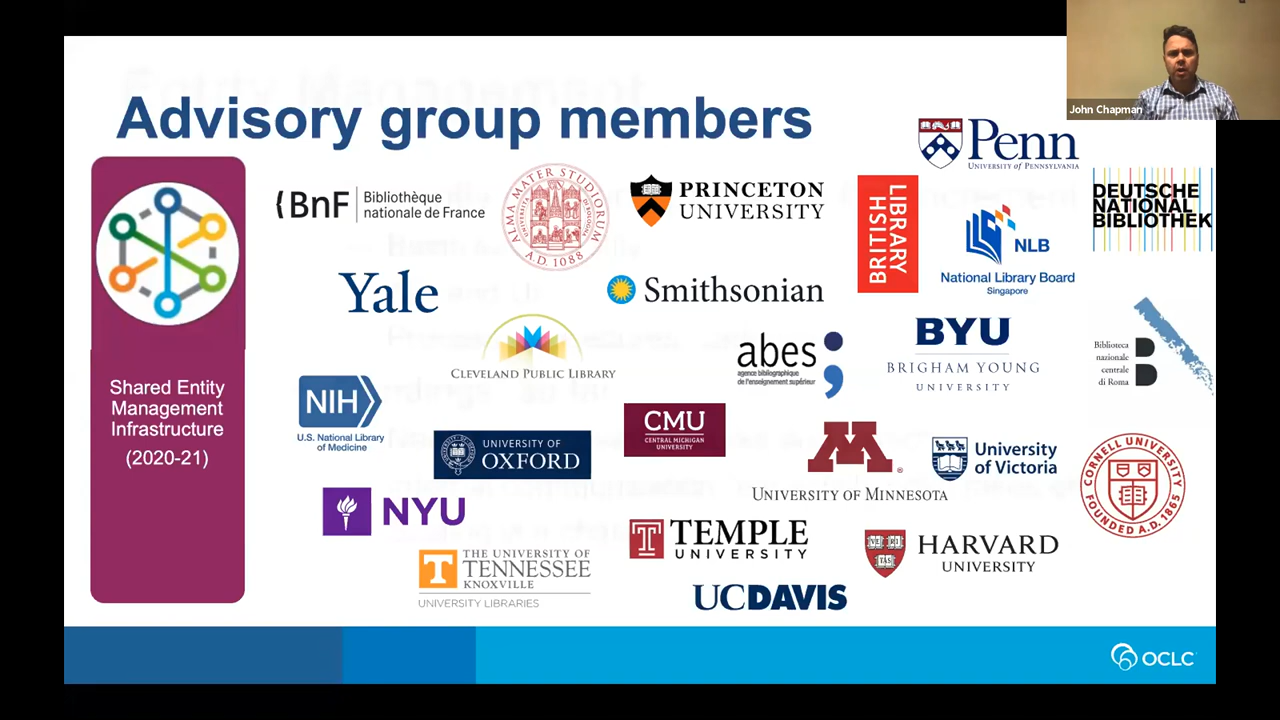 John Chapman
Advisory group members
Shared Entity
Management
Infrastructure
(2020-21)
BnF
Bibliothèque
nationale de France
ALMA MATER STUDIORUM
A.D. 1088
PRINCETON
UNIVERSITY
Penn
UNIVERSITY OF PENNSYLVANIA
BRITISH
LIBRARY
NLB
National Library Board
Singapore
DEUTSCHE
NATIONAL
BIBLIOTHEK
Yale
Smithsonian
CLEVELAND PUBLIC LIBRARY
abes
agence bibliographique
de l'enseignement supérieur
BYU
BRIGHAM YOUNG
UNIVERSITY
Biblioteca
nazionale
centrale
di Roma
NIH
U.S. National Library
of Medicine
UNIVERSITY OF
OXFORD
CMU
CENTRAL MICHIGAN
UNIVERSITY
M
UNIVERSITY OF MINNESOTA
University
of Victoria
CORNELL UNIVERSITY
FOUNDED A.D. 1865
NYU
T
THE UNIVERSITY OF
TENNESSEE
KNOXVILLE
UNIVERSITY LIBRARIES
T
TEMPLE
UNIVERSITY
HARVARD
UNIVERSITY
UCDAVIS
OCLC